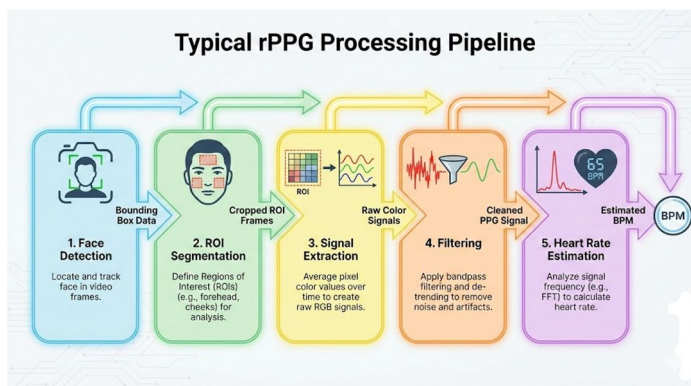 Typical rPPG Processing Pipeline
Bounding
Box Data
1. Face
Detection
Locate and track
face in video
frames.
Cropped ROI
Frames
2. ROI
Segmentation
Define Regions of
Interest (ROIs)
(e.g., forehead,
cheeks) for
analysis.
ROI
Raw Color
Signals
3. Signal
Extraction
Average pixel
color values over
time to create
raw RGB signals.
Cleaned
PPG Signal
4. Filtering
Apply bandpass
filtering and de-
trending to remove
noise and artifacts.
65
BPM
Estimated
BPM
5. Heart Rate
Estimation
Analyze signal
frequency (e.g.,
FFT) to calculate
heart rate.
BPM